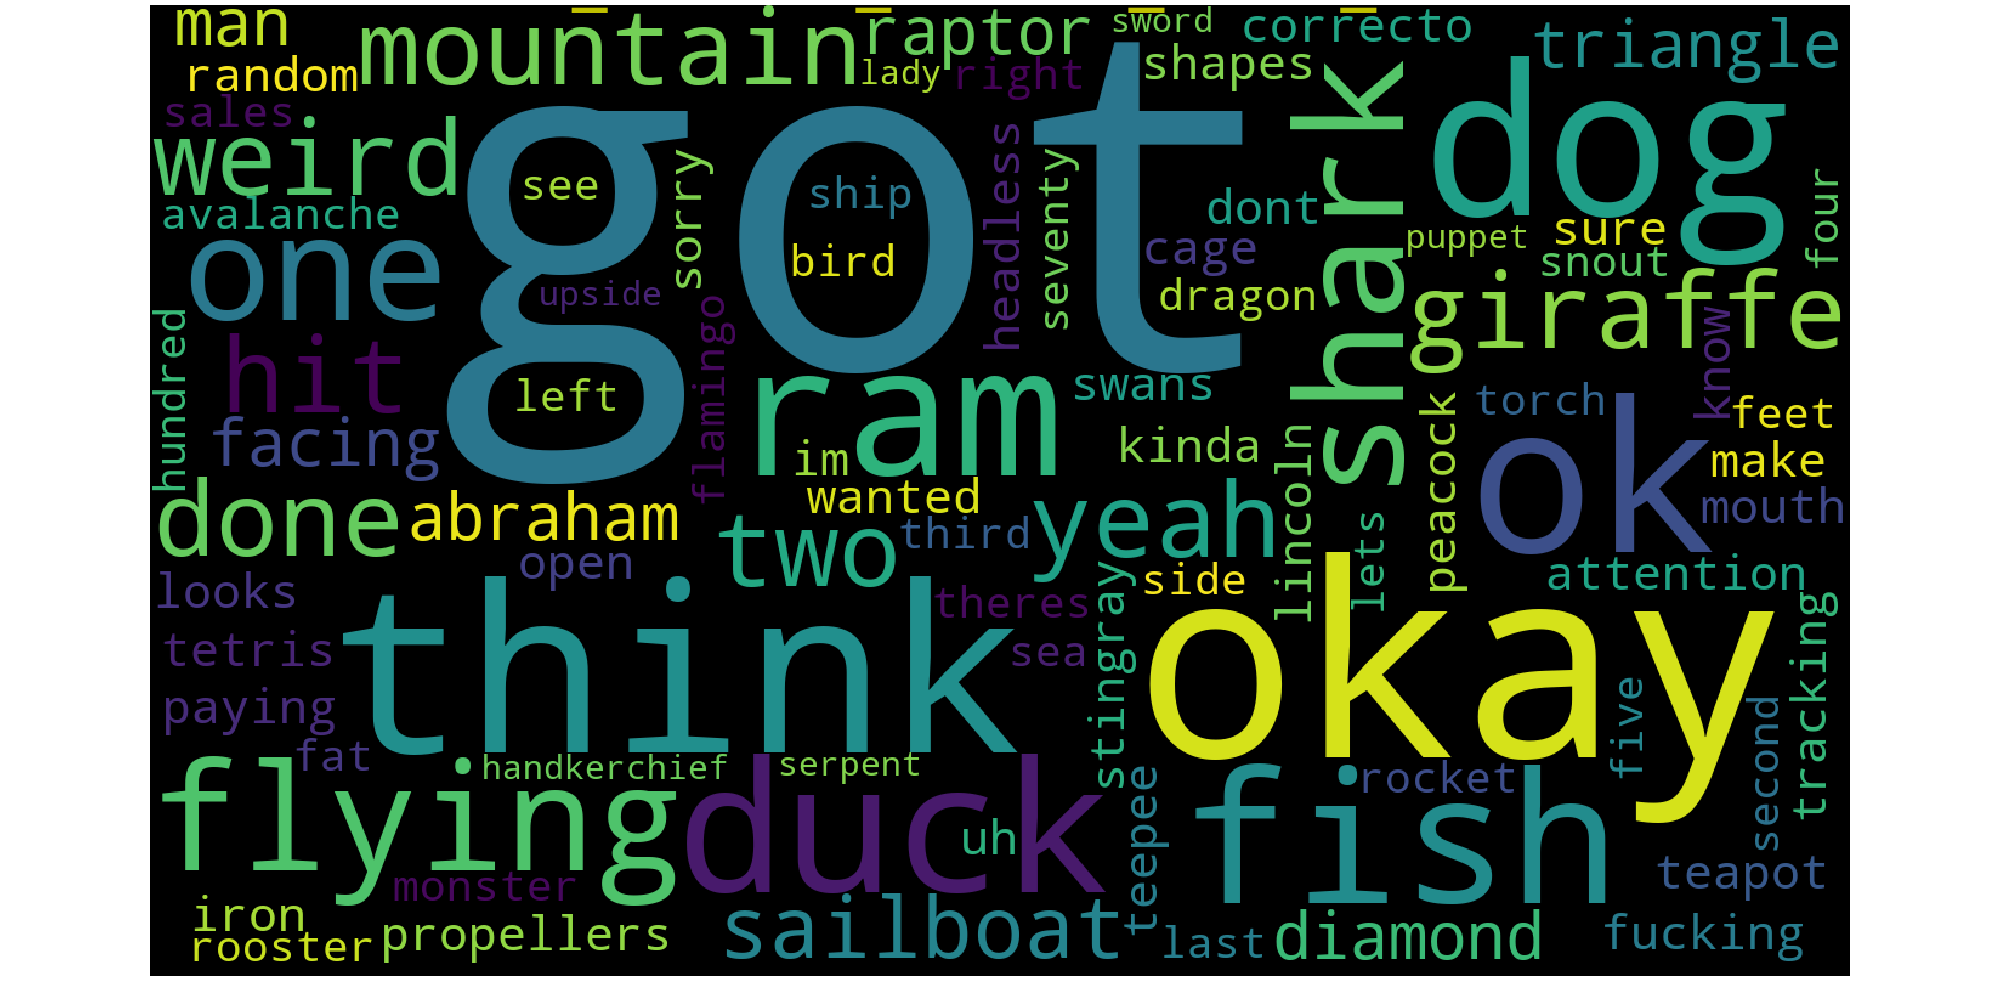 man
random
mountain
raptor
lady
right
sword
correcto
shapes
triangle
sales
weird
avalanche
got
see
sorry
ship
bird
upside
headless
seventy
dont
cage
dragon
shark
dog
puppet
sure
snout
four
giraffe
one
hit
hundred
facing
left
flamingo
ram
im
swans
kinda
wanted
know
torch
feet
make
mouth
peacock
ok
done
abraham
open
two
third
yeah
lincoln
lets
attention
looks
tetris
paying
think
theres
sea
side
stingray
okay
tracking
five
second
fat
flying
handkerchief
serpent
duck
uh
teepee
fish
rocket
teapot
monster
iron
rooster
propellers
sailboat
last
diamond
fucking